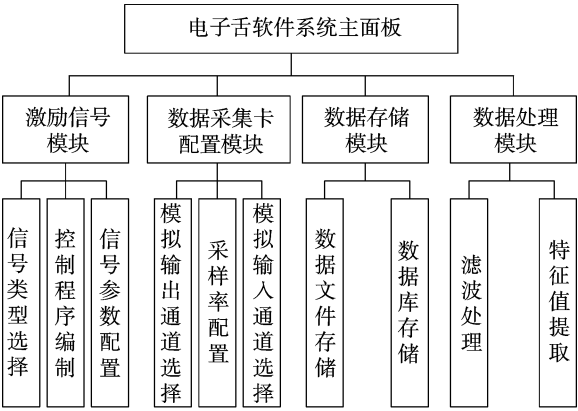 电子舌软件系统主面板
激励信号
模块
数据采集卡
配置模块
数据存储
模块
数据处理
模块
信号类型选择
控制程序编制
信号参数配置
模拟输出通道选择
采样率配置
模拟输入通道选择
数据文件存储
数据库存储
滤波处理
特征值提取